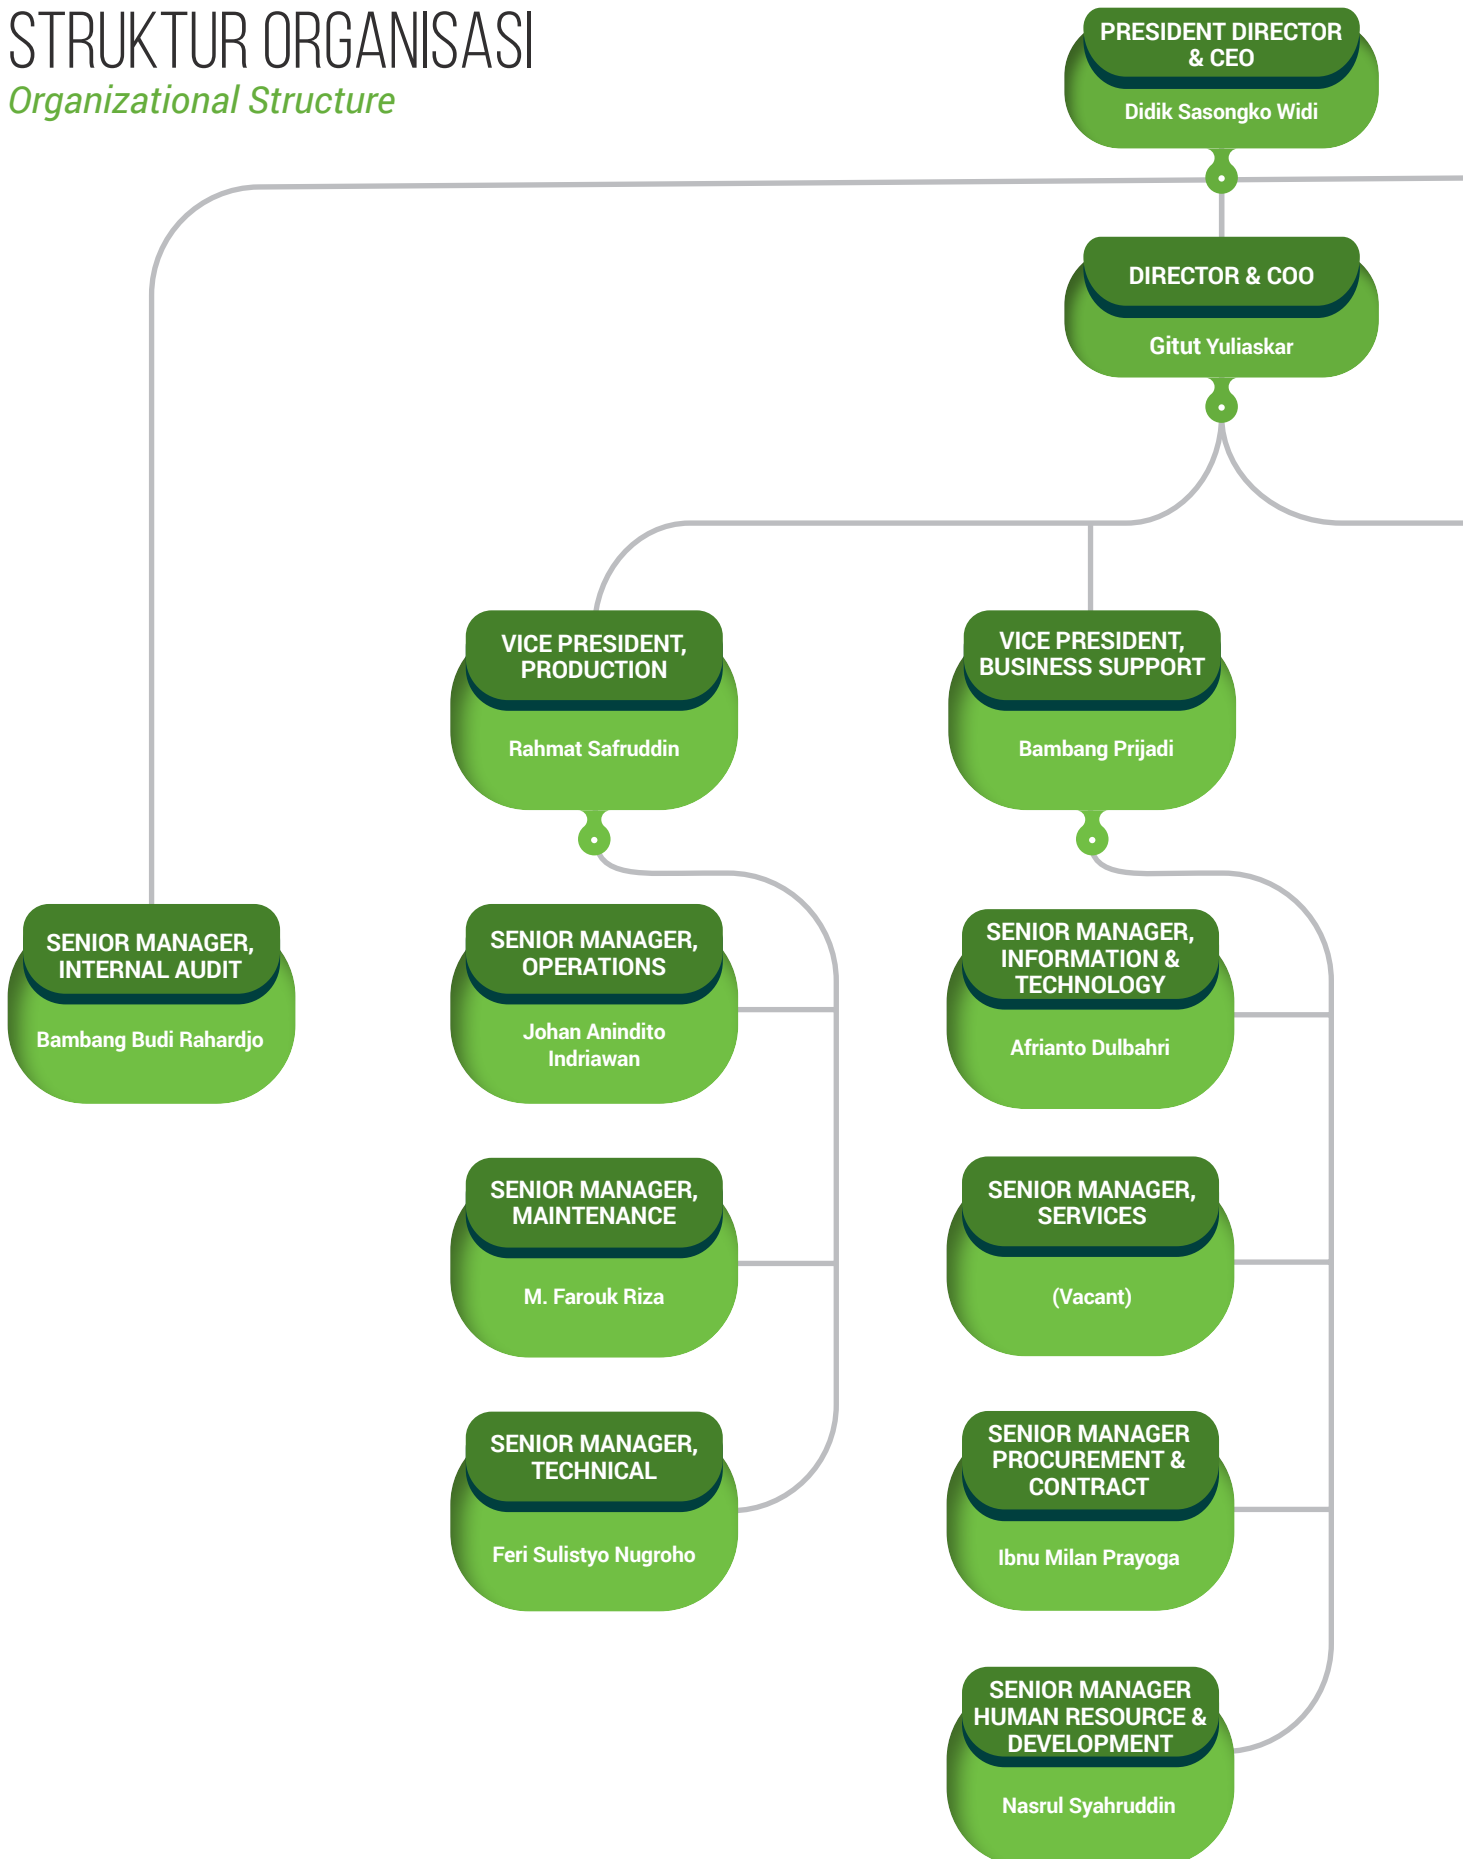 STRUKTUR ORGANISASI
Organizational Structure
PRESIDENT DIRECTOR
& CEO
Didik Sasongko Widi
DIRECTOR & COO
Gitut Yuliaskar
VICE PRESIDENT,
PRODUCTION
Rahmat Safruddin
VICE PRESIDENT,
BUSINESS SUPPORT
Bambang Prijadi
SENIOR MANAGER,
INTERNAL AUDIT
Bambang Budi Rahardjo
SENIOR MANAGER,
OPERATIONS
Johan Anindito
Indriawan
SENIOR MANAGER,
MAINTENANCE
M. Farouk Riza
SENIOR MANAGER,
TECHNICAL
Feri Sulistyo Nugroho
SENIOR MANAGER,
INFORMATION &
TECHNOLOGY
Afrianto Dulbahri
SENIOR MANAGER,
SERVICES
(Vacant)
SENIOR MANAGER
PROCUREMENT &
CONTRACT
Ibnu Milan Prayoga
SENIOR MANAGER
HUMAN RESOURCE &
DEVELOPMENT
Nasrul Syahruddin